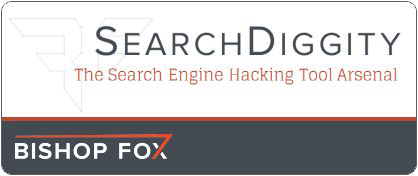 SEARCHDIGGITY
The Search Engine Hacking Tool Arsenal
BISHOP FOX